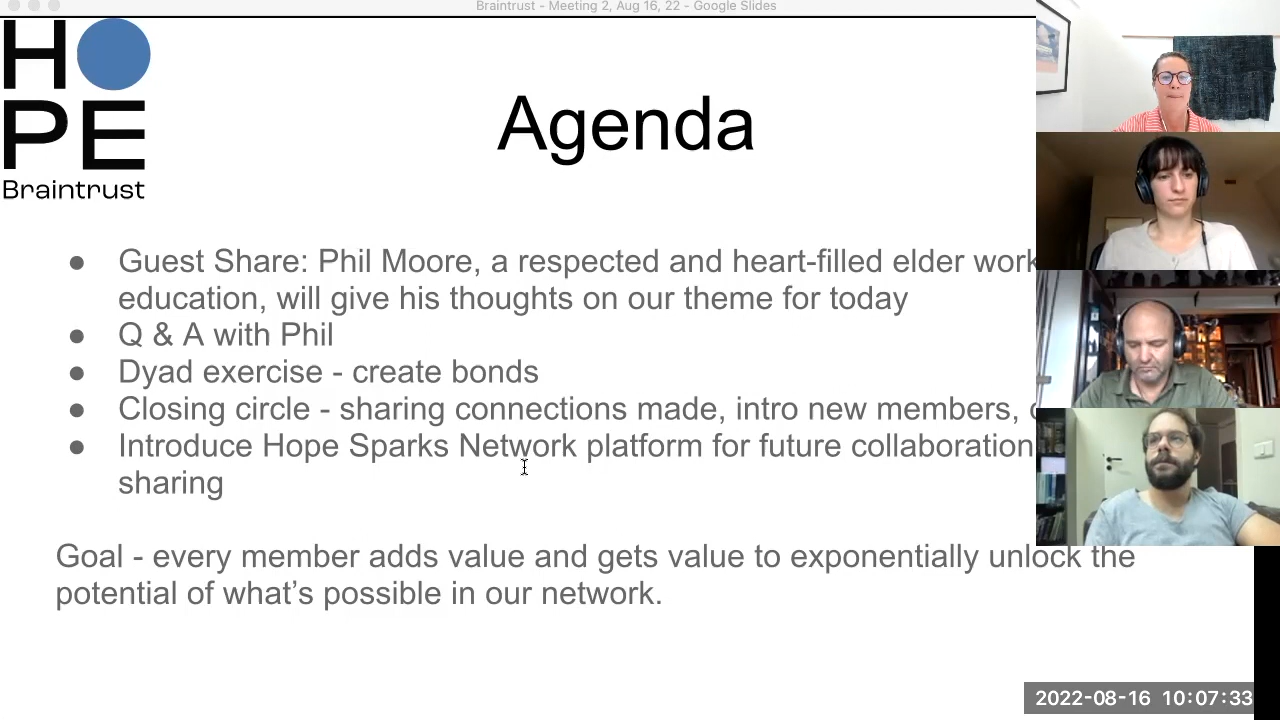 Braintrust - Meeting 2, Aug 16, 22 - Google Slides
HOPE
Braintrust
Agenda
● Guest Share: Phil Moore, a respected and heart-filled elder work
education, will give his thoughts on our theme for today
● Q & A with Phil
● Dyad exercise - create bonds
● Closing circle - sharing connections made, intro new members,
● Introduce Hope Sparks Network platform for future collaboration
sharing
Goal - every member adds value and gets value to exponentially unlock the
potential of what’s possible in our network.
2022-08-16 10:07:33